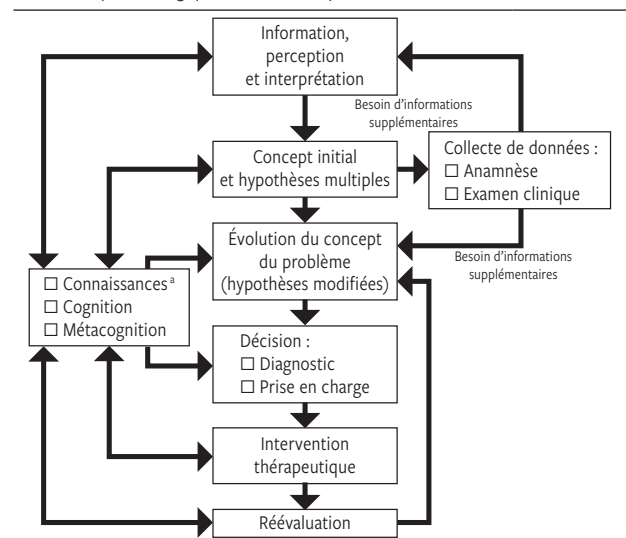 Information,
perception
et interprétation
Besoin d'informations
supplémentaires
Collecte de données :
☐ Anamnèse
☐ Examen clinique
Concept initial
et hypothèses multiples
Évolution du concept
du problème
(hypothèses modifiées)
Besoin d'informations
supplémentaires
☐ Connaissances a
☐ Cognition
☐ Métacognition
Décision :
☐ Diagnostic
☐ Prise en charge
Intervention
thérapeutique
Réévaluation